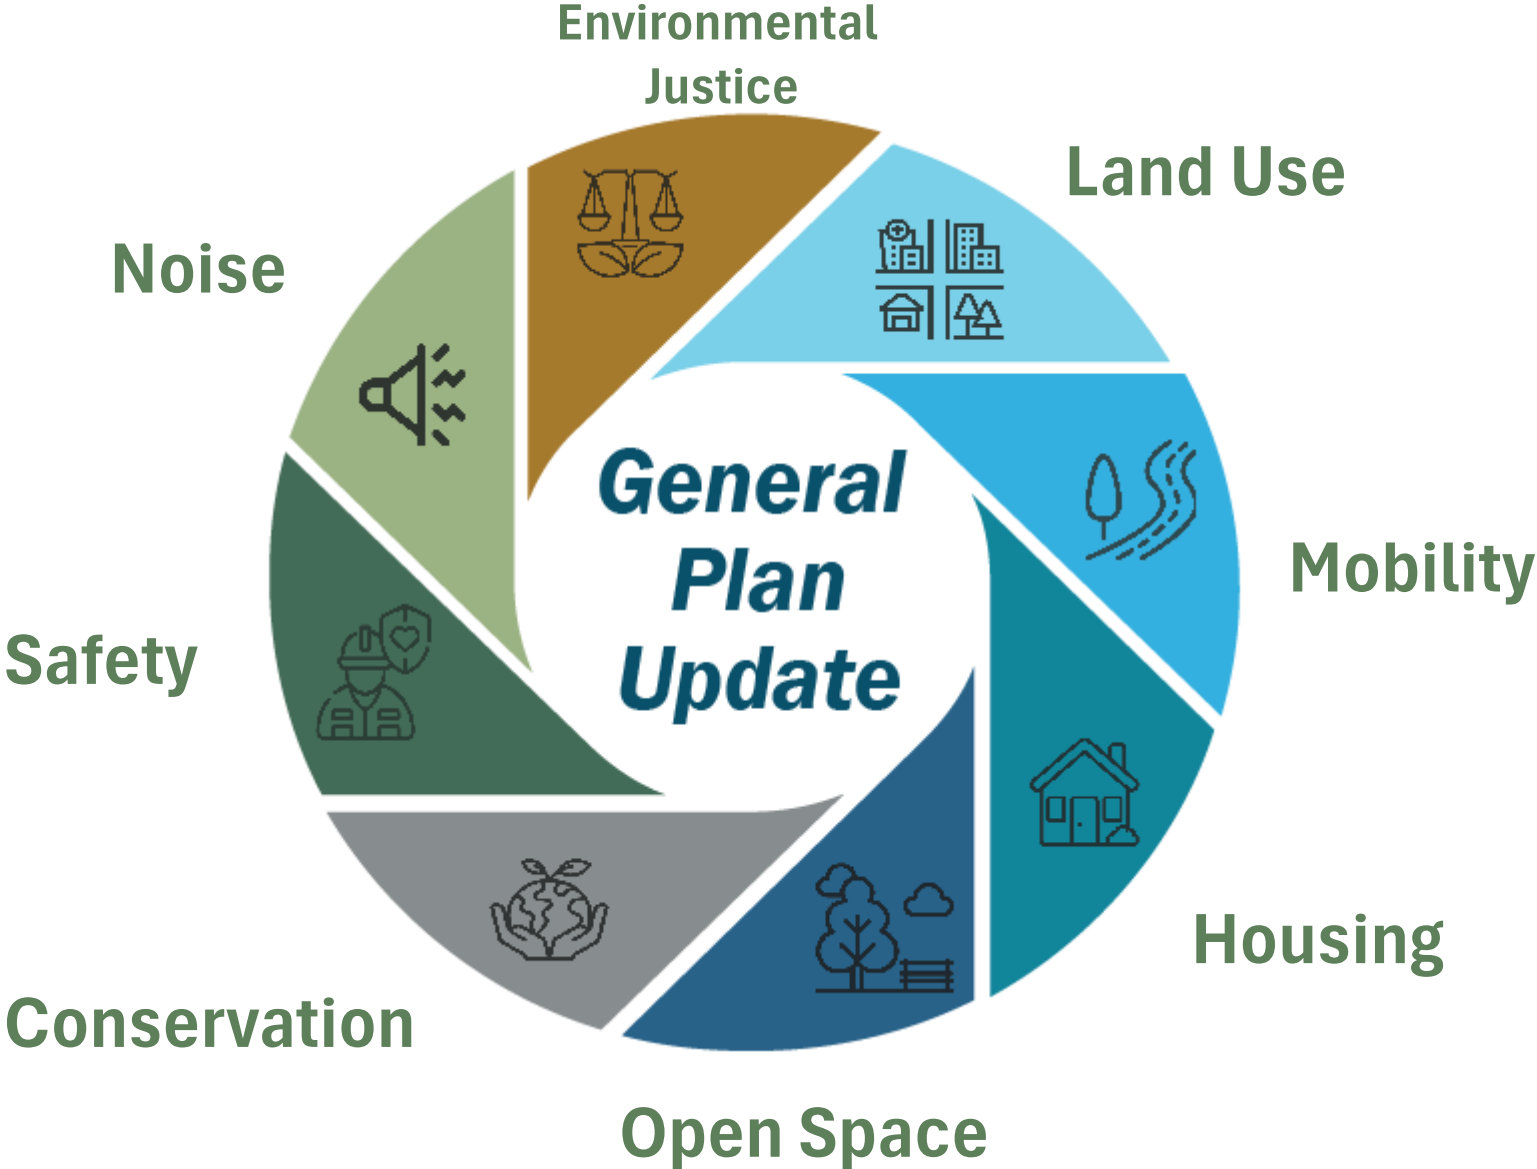 Environmental
Justice
Land Use
Noise
General
Plan
Update
Mobility
Safety
Housing
Conservation
Open Space